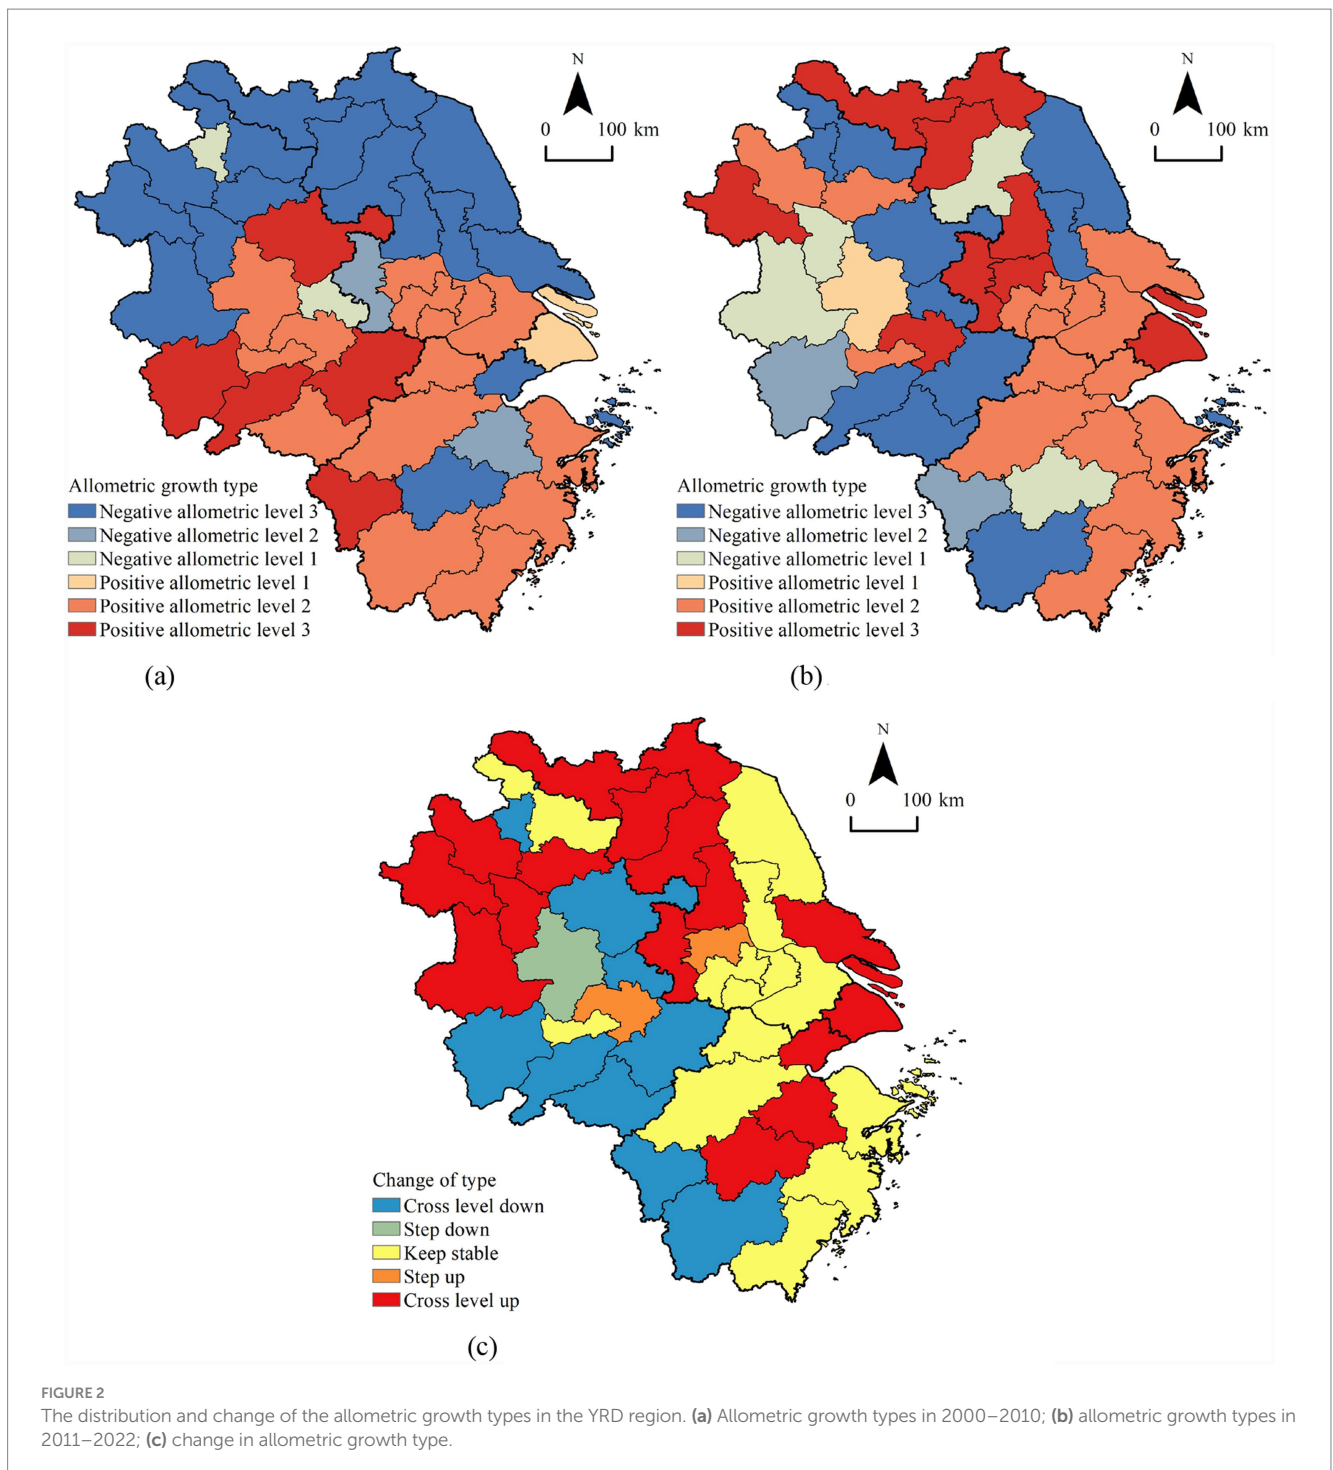 N
0 100 km
Allometric growth type
Negative allometric level 3
Negative allometric level 2
Negative allometric level 1
Positive allometric level 1
Positive allometric level 2
Positive allometric level 3
(a)
N
0 100 km
Allometric growth type
Negative allometric level 3
Negative allometric level 2
Negative allometric level 1
Positive allometric level 1
Positive allometric level 2
Positive allometric level 3
(b)
N
0 100 km
Change of type
Cross level down
Step down
Keep stable
Step up
Cross level up
(c)
FIGURE 2
The distribution and change of the allometric growth types in the YRD region. (a) Allometric growth types in 2000–2010; (b) allometric growth types in
2011–2022; (c) change in allometric growth type.